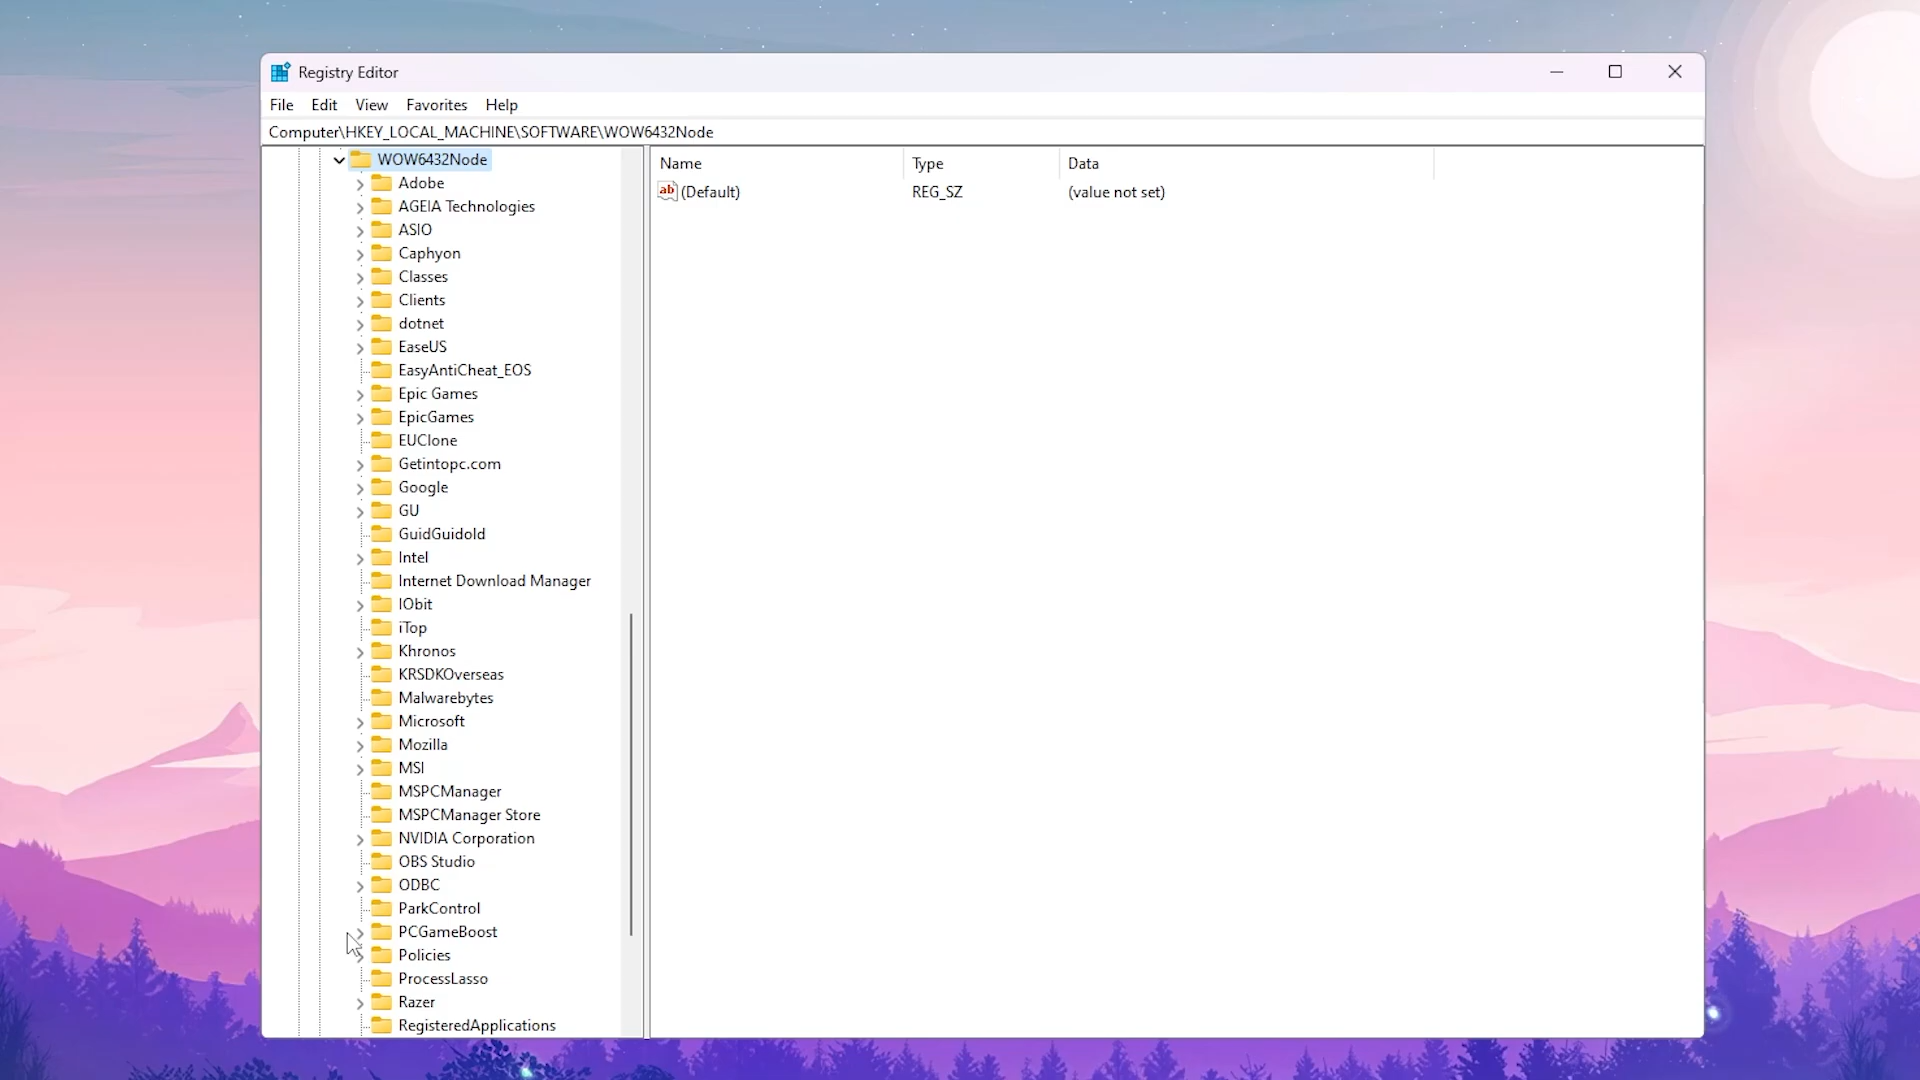 Registry Editor
File Edit View Favorites Help
Computer\HKEY_LOCAL_MACHINE\SOFTWARE\WOW6432Node
WOW6432Node
Adobe
AGEIA Technologies
ASIO
Caphyon
Classes
Clients
dotnet
EaseUS
EasyAntiCheat_EOS
Epic Games
EpicGames
EUClone
Getintopc.com
Google
GU
GuidGuidold
Intel
Internet Download Manager
IObit
iTop
Khronos
KRSDKOverseas
Malwarebytes
Microsoft
Mozilla
MSI
MSPCManager
MSPCManager Store
NVIDIA Corporation
OBS Studio
ODBC
ParkControl
PCGameBoost
Policies
ProcessLasso
Razer
RegisteredApplications
Name Type Data
ab (Default) REG_SZ (value not set)